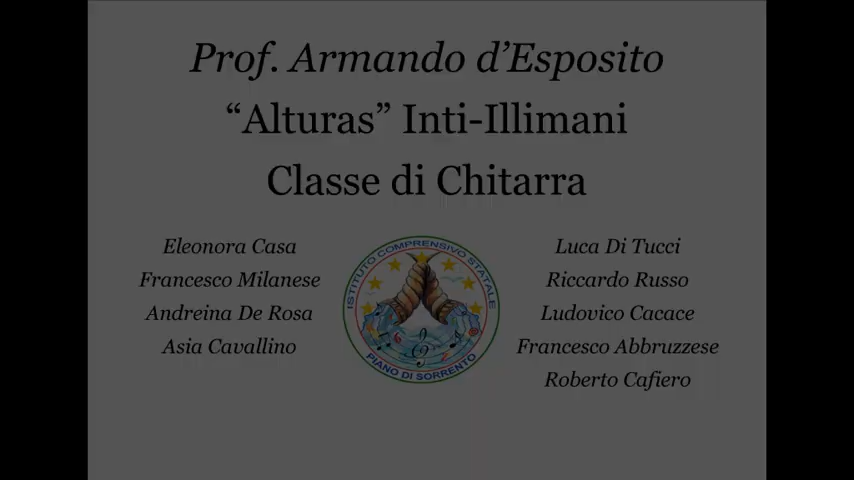 Prof. Armando d’Esposito
“Alturas” Inti-Illimani
Classe di Chitarra
Eleonora Casa
Francesco Milanese
Andreina De Rosa
Asia Cavallino
ISTITUTO COMPRENSIVO STATALE
PIANO DI SORRENTO
Luca Di Tucci
Riccardo Russo
Ludovico Cacace
Francesco Abbruzzese
Roberto Cafiero